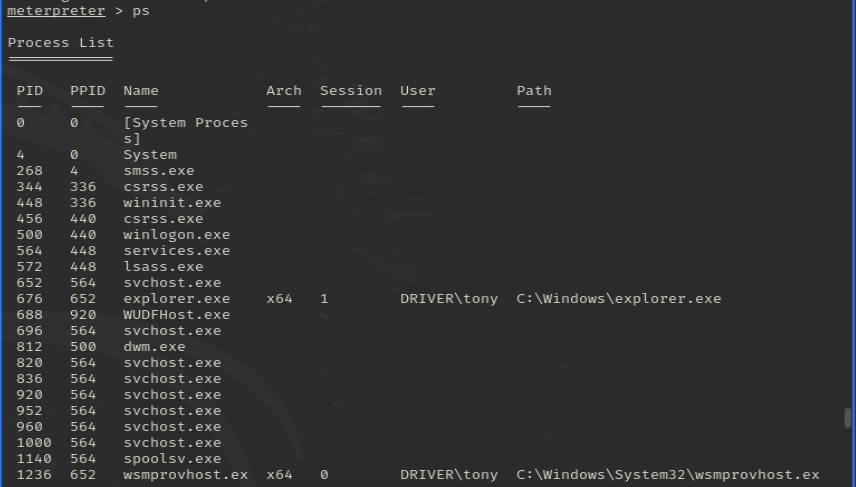 meterpreter > ps
Process List
PID PPID Name Arch Session User Path
0 0 [System Proces
s]
4 0 System
268 4 smss.exe
344 336 csrss.exe
448 336 wininit.exe
456 440 csrss.exe
500 440 winlogon.exe
564 448 services.exe
572 448 lsass.exe
652 564 svchost.exe
676 652 explorer.exe x64 1 DRIVER\tony C:\Windows\explorer.exe
688 920 WUDFHost.exe
696 564 svchost.exe
812 500 dwm.exe
820 564 svchost.exe
836 564 svchost.exe
920 564 svchost.exe
952 564 svchost.exe
960 564 svchost.exe
1000 564 svchost.exe
1140 564 spoolsv.exe
1236 652 wsmprovhost.ex x64 0 DRIVER\tony C:\Windows\System32\wsmprovhost.ex